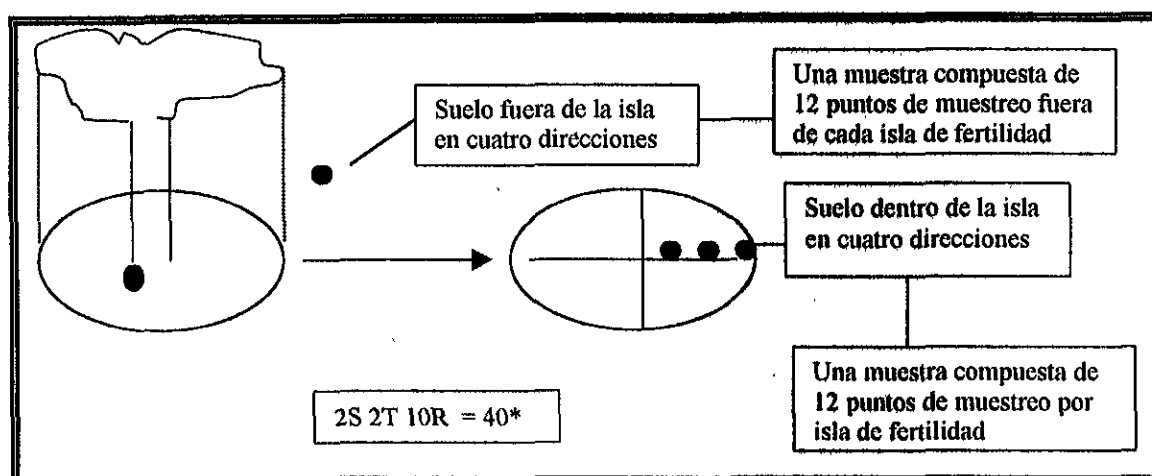 Suelo fuera de la isla
en cuatro direcciones
Una muestra compuesta de
12 puntos de muestreo fuera
de cada isla de fertilidad
Suelo dentro de la isla
en cuatro direcciones
Una muestra compuesta de
12 puntos de muestreo por
isla de fertilidad
2S 2T 10R = 40*